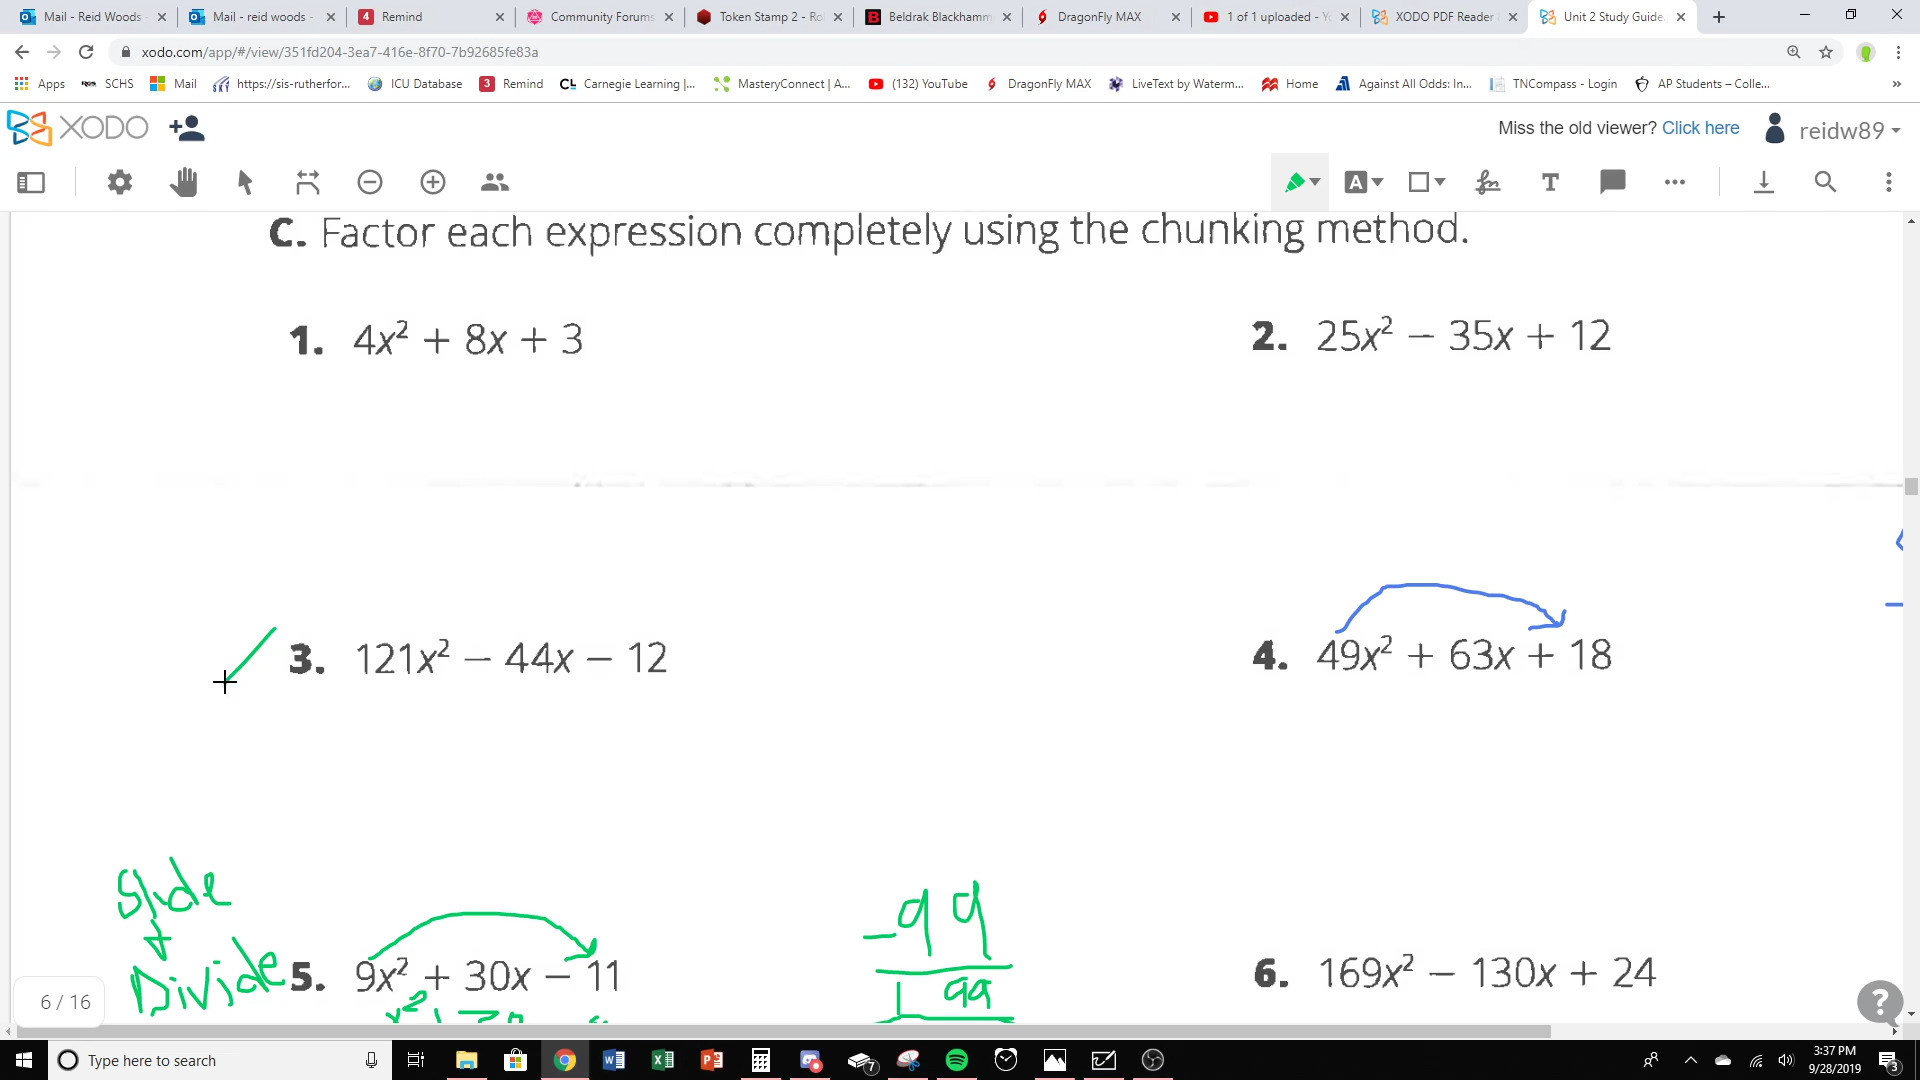 Mail - Reid Woods
Mail - reid woods -
Remind
Community Forums
Token Stamp 2 - Ro
Beldrak Blackhamm
DragonFly MAX
1 of 1 uploaded - Yo
XODO PDF Reader
Unit 2 Study Guide.
xodo.com/app/#/view/351fd204-3ea7-416e-8f70-7b92685fe83a
Apps
SCHS
Mail
https://sis-rutherfor...
ICU Database
3
Remind
CL
Carnegie Learning |...
MasteryConnect | A...
(132) YouTube
DragonFly MAX
LiveText by Waterm...
Home
Against All Odds: In...
TNCompass - Login
AP Students – Colle...
»
XODO
Miss the old viewer? Click here
reidw89
C. Factor each expression completely using the chunking method.
1. 4x² + 8x + 3
2. 25x² − 35x + 12
3. 121x² − 44x − 12
4. 49x² + 63x + 18
Slide
+
Divide
-99
1 99
5. 9x² + 30x − 11
6. 169x² − 130x + 24
6 / 16
?
Type here to search
7
3:37 PM
9/28/2019
3